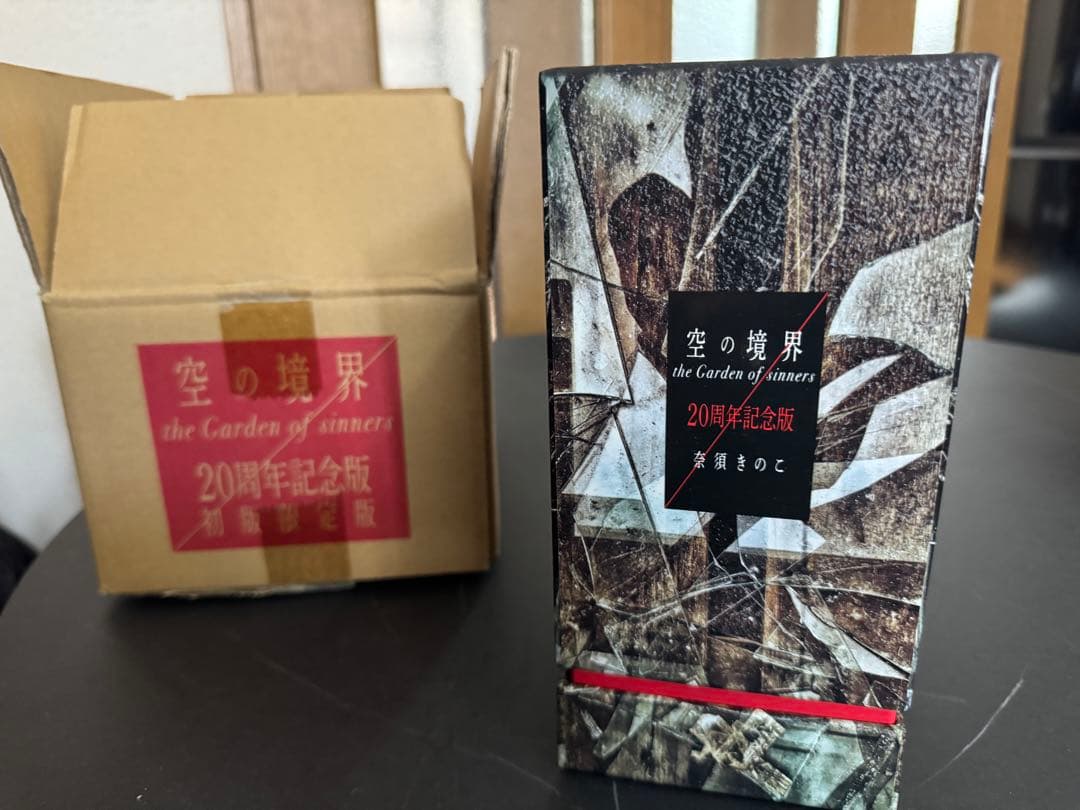 空の境界
the Garden of sinners
20周年記念版
初版限定版
空の境界
the Garden of sinners
20周年記念版
奈須きのこ